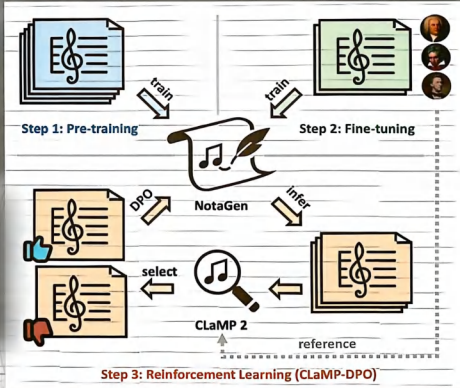 train
train
Step 1: Pre-training
Step 2: Fine-tuning
NotaGen
DPO
infer
select
CLaMP 2
reference
Step 3: Reinforcement Learning (CLaMP-DPO)